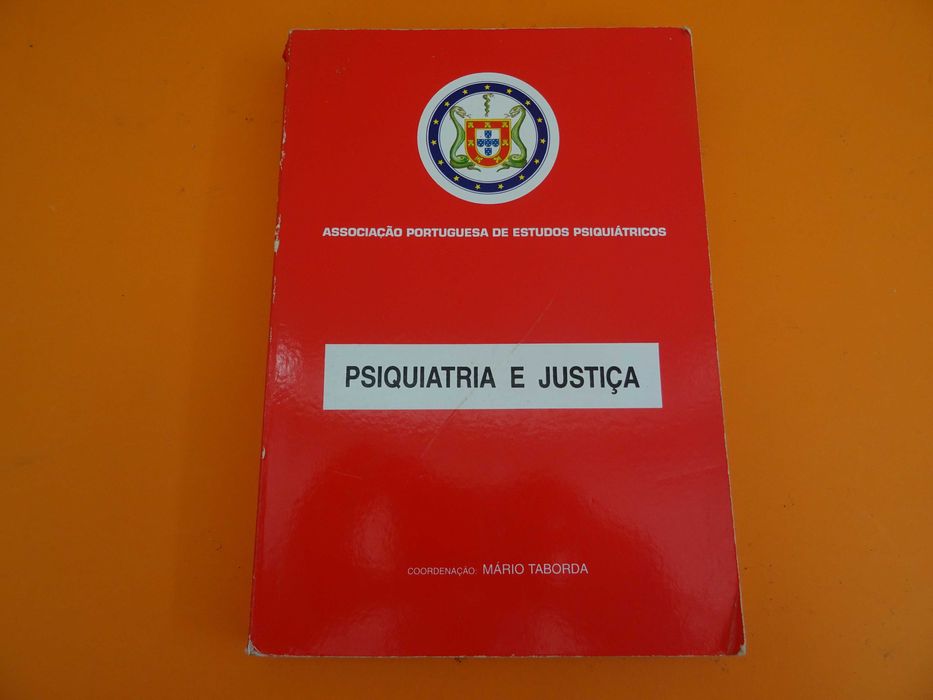 ASSOCIAÇÃO PORTUGUESA DE ESTUDOS PSIQUIÁTRICOS
PSIQUIATRIA E JUSTIÇA
COORDENAÇÃO: MÁRIO TABORDA